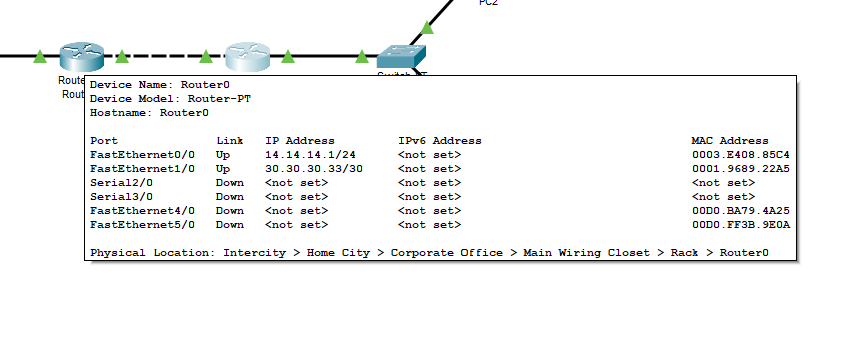 PC2
Route
Rout
Device Name: Router0
Device Model: Router-PT
Hostname: Router0
Port Link IP Address IPv6 Address MAC Address
FastEthernet0/0 Up 14.14.14.1/24 <not set> 0003.E408.85C4
FastEthernet1/0 Up 30.30.30.33/30 <not set> 0001.9689.22A5
Serial2/0 Down <not set> <not set> <not set>
Serial3/0 Down <not set> <not set> <not set>
FastEthernet4/0 Down <not set> <not set> 00D0.BA79.4A25
FastEthernet5/0 Down <not set> <not set> 00D0.FF3B.9E0A
Physical Location: Intercity > Home City > Corporate Office > Main Wiring Closet > Rack > Router0